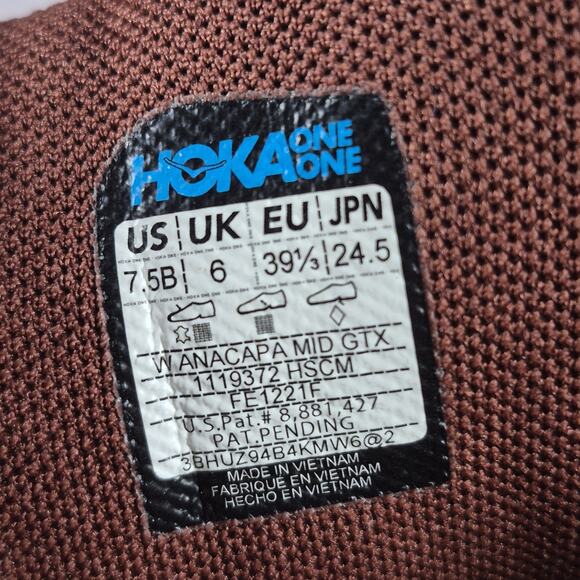 HOKA ONE ONE
US UK EU JPN
7.5B 6 39⅓ 24.5
W ANACAPA MID GTX
1119372 HSCM
FE1221F
U.S.Pat.# 8,881,427
PAT.PENDING
3BHUZ94B4KMW6@2
MADE IN VIETNAM
FABRIQUE EN VIETNAM
HECHO EN VIETNAM